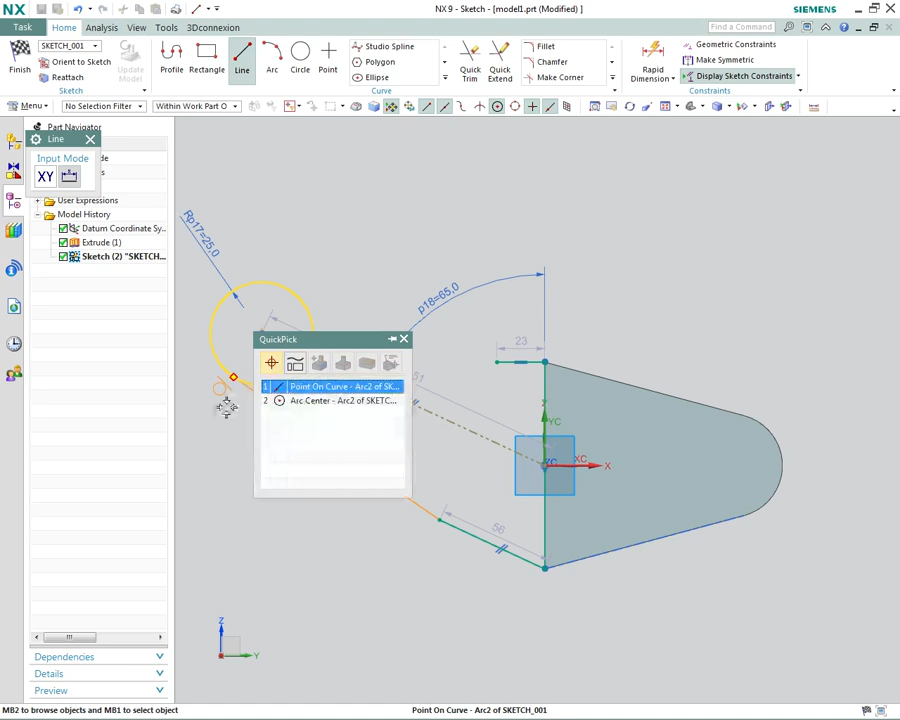 NX
NX 9 - Sketch - [model1.prt (Modified) ]
SIEMENS
Task
Home
Analysis
View
Tools
3Dconnexion
Find a Command
SKETCH_001
Finish
Orient to Sketch
Reattach
Update
Model
Sketch
Profile
Rectangle
Line
Arc
Circle
Point
Studio Spline
Polygon
Ellipse
Curve
Quick
Trim
Quick
Extend
Fillet
Chamfer
Make Corner
Rapid
Dimension
Geometric Constraints
Make Symmetric
Display Sketch Constraints
Constraints
Menu
No Selection Filter
Within Work Part O
Part Navigator
Line
Input Mode
XY
User Expressions
Model History
Datum Coordinate Sy...
Extrude (1)
Sketch (2) "SKETCH...
Dependencies
Details
Preview
Rp17=25,0
p18=65,0
23
51
56
QuickPick
1 Point On Curve - Arc2 of SK...
2 Arc Center - Arc2 of SKETC...
Z
YC
XC
X
YC
Z
Y
MB2 to browse objects and MB1 to select object
Point On Curve - Arc2 of SKETCH_001